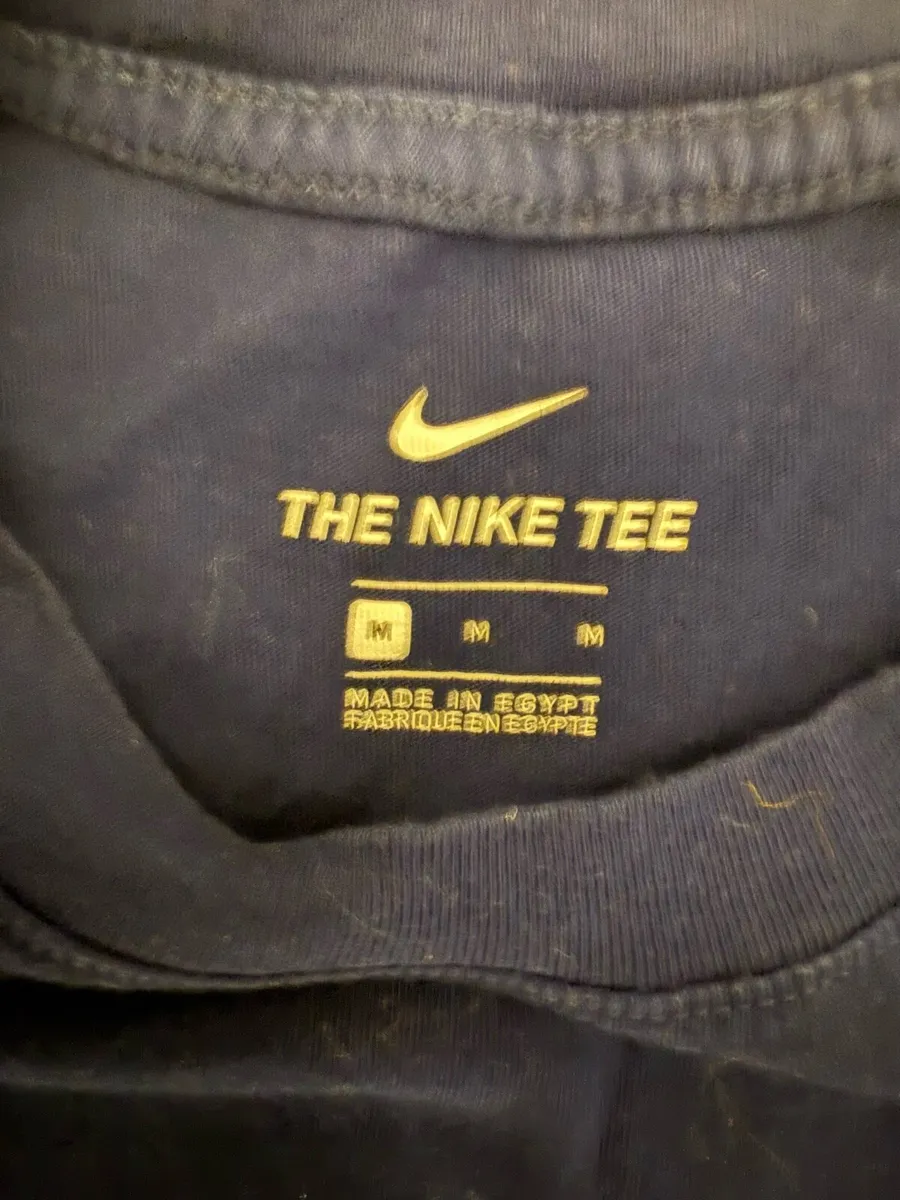 THE NIKE TEE
M M M
MADE IN EGYPT
FABRIQUE EN EGYPTE